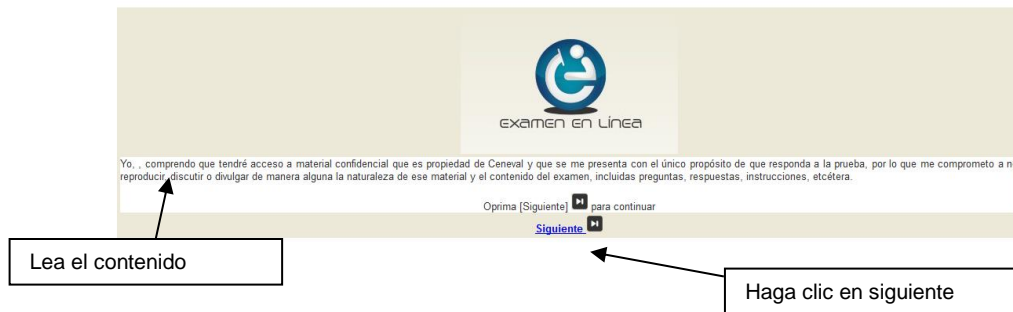 examen en Línea
Yo, , comprendo que tendré acceso a material confidencial que es propiedad de Ceneval y que se me presenta con el único propósito de que responda a la prueba, por lo que me comprometo a
reproducir, discutir o divulgar de manera alguna la naturaleza de ese material y el contenido del examen, incluidas preguntas, respuestas, instrucciones, etcétera.
Oprima [Siguiente] para continuar
Siguiente
Lea el contenido
Haga clic en siguiente